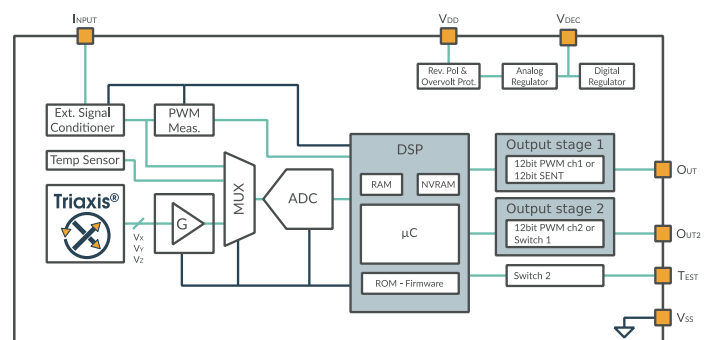 INPUT
VDD
VDEC
Rev. Pol &
Overvolt Prot.
Analog
Regulator
Digital
Regulator
Ext. Signal
Conditioner
PWM
Meas.
Temp Sensor
Triaxis®
VX
VY
VZ
G
MUX
ADC
DSP
RAM
NVRAM
µC
ROM - Firmware
Output stage 1
12bit PWM ch1 or
12bit SENT
Output stage 2
12bit PWM ch2 or
Switch 1
Switch 2
OUT
OUT2
TEST
VSS